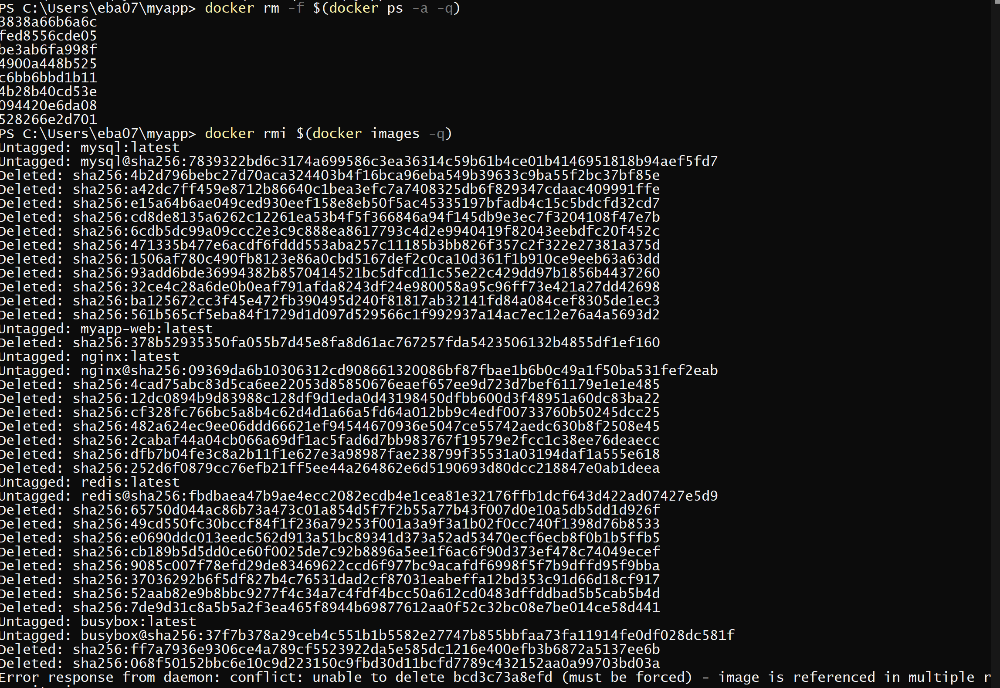 PS C:\Users\eba07\myapp> docker rm -f $(docker ps -a -q)
3838a66b6a6c
fed8556cde05
be3ab6fa998f
4900a448b525
c6bb6bbd1b11
4b28b40cd53e
094420e6da08
528266e2d701
PS C:\Users\eba07\myapp> docker rmi $(docker images -q)
Untagged: mysql:latest
Untagged: mysql@sha256:7839322bd6c3174a699586c3ea36314c59b61b4ce01b4146951818b94aef5fd7
Deleted: sha256:4b2d796bebc27d70aca324403b4f16bca96eba549b39633c9ba55f2bc37bf85e
Deleted: sha256:a42dc7ff459e8712b86640c1bea3efc7a7408325db6f829347cdaac409991ffe
Deleted: sha256:e15a64b6ae049ced930eef158e8eb50f5ac45335197bfadb4c15c5bdcfd32cd7
Deleted: sha256:cd8de8135a6262c12261ea53b4f5f366846a94f145db9e3ec7f3204108f47e7b
Deleted: sha256:6cdb5dc99a09ccc2e3c9c888ea8617793c4d2e9940419f82043eebdfc20f452c
Deleted: sha256:471335b477e6acdf6fddd553aba257c11185b3bb826f357c2f322e27381a375d
Deleted: sha256:1506af780c490fb8123e86a0cbd5167def2c0ca10d361f1b910ce9eeb63a63dd
Deleted: sha256:93add6bde36994382b8570414521bc5dfcd11c55e22c429dd97b1856b4437260
Deleted: sha256:32ce4c28a6de0b0eaf791afda8243df24e980058a95c96ff73e421a27dd42698
Deleted: sha256:ba125672cc3f45e472fb390495d240f81817ab32141fd84a084cef8305de1ec3
Deleted: sha256:561b565cf5eba84f1729d1d097d529566c1f992937a14ac7ec12e76a4a5693d2
Untagged: myapp-web:latest
Deleted: sha256:378b52935350fa055b7d45e8fa8d61ac767257fda5423506132b4855df1ef160
Untagged: nginx:latest
Untagged: nginx@sha256:09369da6b10306312cd908661320086bf87fbae1b6b0c49a1f50ba531fef2eab
Deleted: sha256:4cad75abc83d5ca6ee22053d85850676eaef657ee9d723d7bef61179e1e1e485
Deleted: sha256:12dc0894b9d83988c128df9d1eda0d43198450dfbb600d3f48951a60dc83ba22
Deleted: sha256:cf328fc766bc5a8b4c62d4d1a66a5fd64a012bb9c4edf00733760b50245dcc25
Deleted: sha256:482a624ec9ee06ddd66621ef94544670936e5047ce55742aedc630b8f2508e45
Deleted: sha256:2cabaf44a04cb066a69df1ac5fad6d7bb983767f19579e2fcc1c38ee76deaecc
Deleted: sha256:dfb7b04fe3c8a2b11f1e627e3a98987fae238799f35531a03194daf1a555e618
Deleted: sha256:252d6f0879cc76efb21ff5ee44a264862e6d5190693d80dcc218847e0ab1deea
Untagged: redis:latest
Untagged: redis@sha256:fbdbaea47b9ae4ecc2082ecdb4e1cea81e32176ffb1dcf643d422ad07427e5d9
Deleted: sha256:65750d044ac86b73a473c01a854d5f7f2b55a77b43f007d0e10a5db5dd1d926f
Deleted: sha256:49cd550fc30bccf84f1f236a79253f001a3a9f3a1b02f0cc740f1398d76b8533
Deleted: sha256:e0690ddc013eedc562d913a51bc89341d373a52ad53470ecf6ecb8f0b1b5ffb5
Deleted: sha256:cb189b5d5dd0ce60f0025de7c92b8896a5ee1f6ac6f90d373ef478c74049ecef
Deleted: sha256:9085c007f78efd29de83469622ccd6f977bc9acafdf6998f5f7b9dffd95f9bba
Deleted: sha256:37036292b6f5df827b4c76531dad2cf87031eabeffa12bd353c91d66d18cf917
Deleted: sha256:52aab82e9b8bbc9277f4c34a7c4fdf4bcc50a612cd0483dffddbad5b5cab5b4d
Deleted: sha256:7de9d31c8a5b5a2f3ea465f8944b69877612aa0f52c32bc08e7be014ce58d441
Untagged: busybox:latest
Untagged: busybox@sha256:37f7b378a29ceb4c551b1b5582e27747b855bbfaa73fa11914fe0df028dc581f
Deleted: sha256:ff7a7936e9306ce4a789cf5523922da5e585dc1216e400efb3b6872a5137ee6b
Deleted: sha256:068f50152bbc6e10c9d223150c9fbd30d11bcfd7789c432152aa0a99703bd03a
Error response from daemon: conflict: unable to delete bcd3c73a8efd (must be forced) - image is referenced in multiple r